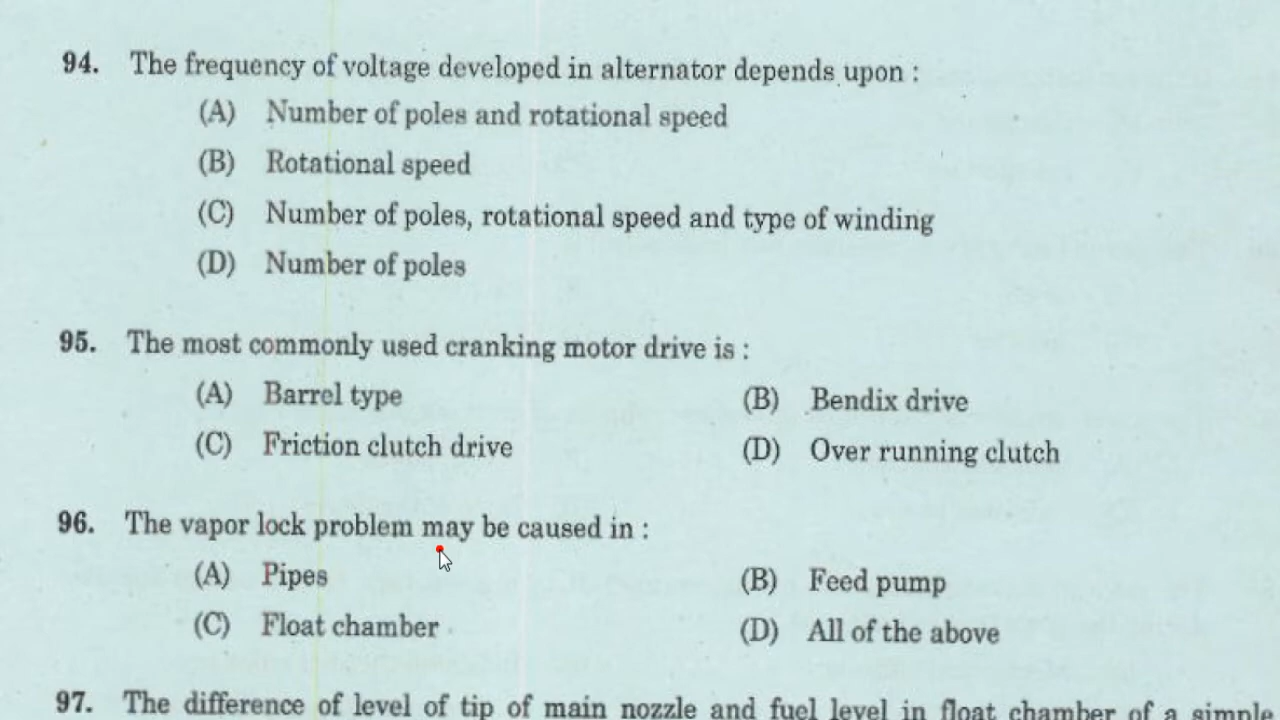 94. The frequency of voltage developed in alternator depends upon :
(A) Number of poles and rotational speed
(B) Rotational speed
(C) Number of poles, rotational speed and type of winding
(D) Number of poles
95. The most commonly used cranking motor drive is :
(A) Barrel type (B) Bendix drive
(C) Friction clutch drive (D) Over running clutch
96. The vapor lock problem may be caused in :
(A) Pipes (B) Feed pump
(C) Float chamber (D) All of the above
97. The difference of level of tip of main nozzle and fuel level in float chamber of a simple